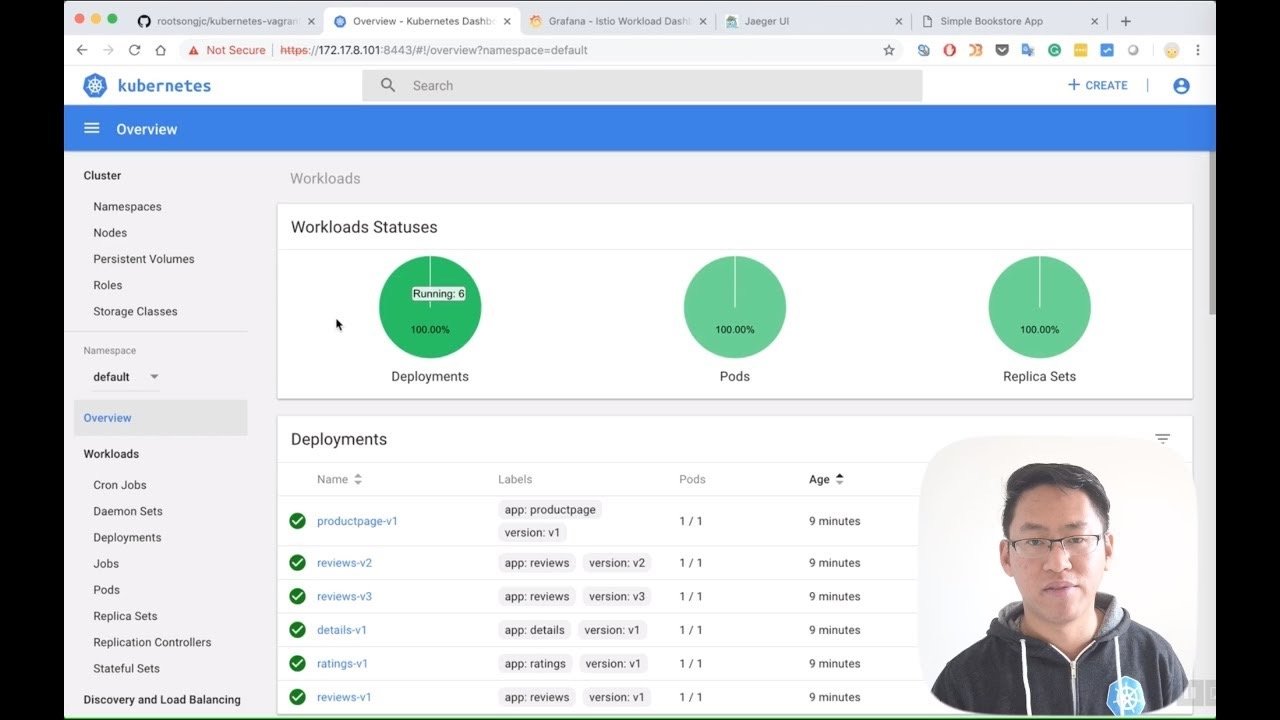 rootsongjc/kubernetes-vagran
Overview - Kubernetes Dashbo
Grafana - Istio Workload Dash
Jaeger UI
Simple Bookstore App
Not Secure https://172.17.8.101:8443/#!/overview?namespace=default
kubernetes
Search
+ CREATE
Overview
Cluster
Namespaces
Nodes
Persistent Volumes
Roles
Storage Classes
Namespace
default
Overview
Workloads
Cron Jobs
Daemon Sets
Deployments
Jobs
Pods
Replica Sets
Replication Controllers
Stateful Sets
Discovery and Load Balancing
Workloads
Workloads Statuses
Running: 6
100.00%
100.00%
100.00%
Deployments
Pods
Replica Sets
Deployments
Name Labels Pods Age
productpage-v1 app: productpage version: v1 1 / 1 9 minutes
reviews-v2 app: reviews version: v2 1 / 1 9 minutes
reviews-v3 app: reviews version: v3 1 / 1 9 minutes
details-v1 app: details version: v1 1 / 1 9 minutes
ratings-v1 app: ratings version: v1 1 / 1 9 minutes
reviews-v1 app: reviews version: v1 1 / 1 9 minutes